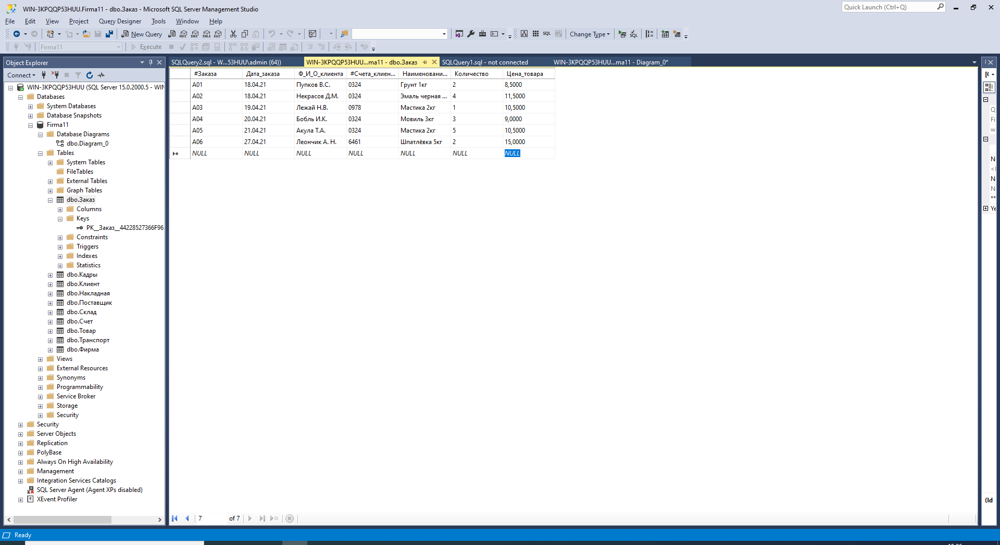 WIN-3KPQQP53HUU.Firma11 - dbo.Заказ - Microsoft SQL Server Management Studio
Quick Launch (Ctrl+Q)
File Edit View Project Query Designer Tools Window Help
New Query MDX DMX XMLA DAX SQL Change Type SQL
Firma11 Execute
Object Explorer
SQLQuery2.sql - W...53HUU\admin (64))
WIN-3KPQQP53HUU...ma11 - dbo.Заказ
SQLQuery1.sql - not connected
WIN-3KPQQP53HUU...ma11 - Diagram_0*
Connect
WIN-3KPQQP53HUU (SQL Server 15.0.2000.5 - WIN
Databases
System Databases
Database Snapshots
Firma11
Database Diagrams
dbo.Diagram_0
Tables
System Tables
FileTables
External Tables
Graph Tables
dbo.Заказ
Columns
Keys
PK__Заказ__44228527366F96
Constraints
Triggers
Indexes
Statistics
dbo.Кадры
dbo.Клиент
dbo.Накладная
dbo.Поставщик
dbo.Склад
dbo.Счет
dbo.Товар
dbo.Транспорт
dbo.Фирма
Views
External Resources
Synonyms
Programmability
Service Broker
Storage
Security
Security
Server Objects
Replication
PolyBase
Always On High Availability
Management
Integration Services Catalogs
SQL Server Agent (Agent XPs disabled)
XEvent Profiler
#Заказа Дата_заказа Ф_И_О_клиента #Счета_клиен... Наименовани... Количество Цена_товара
A01 18.04.21 Пупков В.С. 0324 Грунт 1кг 2 8,5000
A02 18.04.21 Некрасов Д.М. 0324 Эмаль черная ... 4 11,5000
A03 19.04.21 Лежай Н.В. 0978 Мастика 2кг 1 10,5000
A04 20.04.21 Бобль И.К. 0324 Мовиль 3кг 3 9,0000
A05 21.04.21 Акула Т.А. 0324 Мастика 2кг 5 10,5000
A06 27.04.21 Леончик А. Н. 6461 Шпатлёвка 5кг 2 15,0000
NULL NULL NULL NULL NULL NULL NULL
7 of 7
Q
Fi
w
N
<
N
N
**
Ye
(Id
Ready